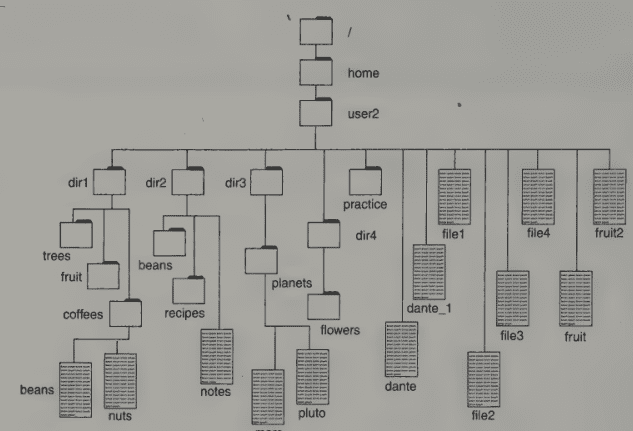 /
home
user2
dir1
dir2
dir3
practice
dir4
file1
file4
fruit2
trees
fruit
beans
planets
dante_1
coffees
recipes
flowers
file3
fruit
beans
nuts
notes
pluto
dante
file2